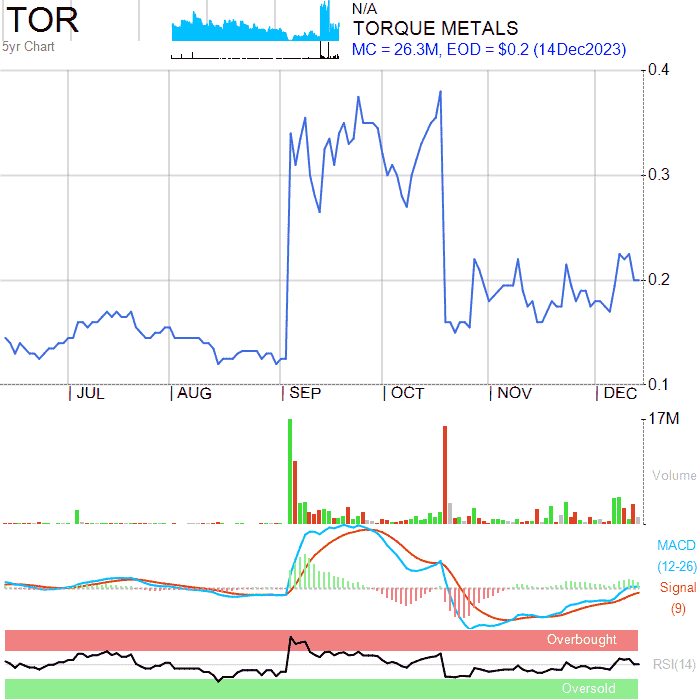 TOR
5yr Chart
N/A
TORQUE METALS
MC = 26.3M, EOD = $0.2 (14Dec2023)
0.4
0.3
0.2
0.1
JUL
AUG
SEP
OCT
NOV
DEC
17M
Volume
MACD
(12-26)
Signal
(9)
Overbought
RSI(14)
Oversold